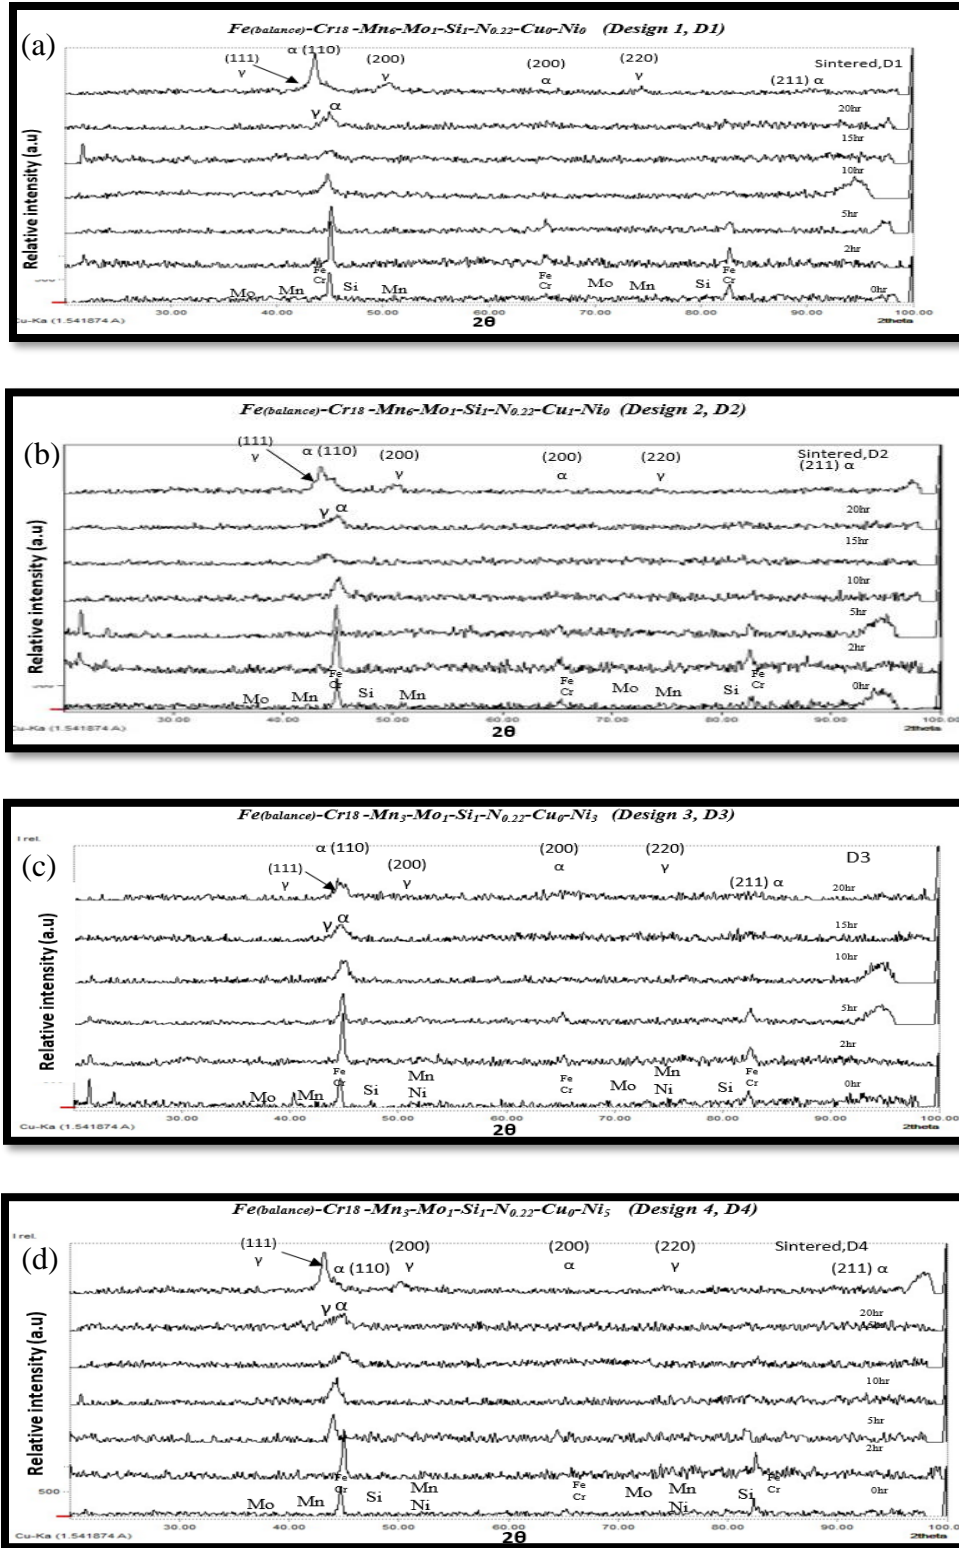 (a)
Fe(balance)-Cr18 -Mn6-Mo1-Si1-N0.22-Cu0-Ni0 (Design 1, D1)
α (110)
(111)
γ
(200)
γ
(200)
α
(220)
γ
Sintered,D1
(211) α
γ α
20hr
15hr
10hr
5hr
2hr
0hr
Fe
Cr
Fe
Cr
Fe
Cr
Mo Mn Si Mn Mo Mn Si
Relative intensity (a.u)
30.00 40.00 50.00 60.00 70.00 80.00 90.00 100.00
Cu-Ka (1.541874 A)
2θ
2theta
(b)
Fe(balance)-Cr18 -Mn6-Mo1-Si1-N0.22-Cu1-Ni0 (Design 2, D2)
(111)
γ
α (110)
(200)
γ
(200)
α
(220)
γ
Sintered,D2
(211) α
γ α
20hr
15hr
10hr
5hr
2hr
0hr
Fe
Cr
Fe
Cr
Fe
Cr
Mo Mn Si Mn Mo Mn Si
Relative intensity (a.u)
30.00 40.00 50.00 60.00 70.00 80.00 90.00 100.00
Cu-Ka (1.541874 A)
2θ
2theta
(c)
Fe(balance)-Cr18 -Mn3-Mo1-Si1-N0.22-Cu0-Ni3 (Design 3, D3)
I rel.
α (110)
(111)
γ
(200)
γ
(200)
α
(220)
γ
D3
(211) α
γ α
20hr
15hr
10hr
5hr
2hr
0hr
Fe
Cr
Mn
Ni
Fe
Cr
Mn
Ni
Fe
Cr
Mo Mn Si Mo Si
Relative intensity (a.u)
30.00 40.00 50.00 60.00 70.00 80.00 90.00 100.00
Cu-Ka (1.541874 A)
2θ
2theta
(d)
Fe(balance)-Cr18 -Mn3-Mo1-Si1-N0.22-Cu0-Ni5 (Design 4, D4)
I rel.
(111)
γ
α (110)
(200)
γ
(200)
α
(220)
γ
Sintered,D4
(211) α
γ α
20hr
15hr
10hr
5hr
2hr
0hr
Fe
Cr
Mn
Ni
Fe
Cr
Mn
Ni
Fe
Cr
Mo Mn Si Mo Si
Relative intensity (a.u)
500
30.00 40.00 50.00 60.00 70.00 80.00 90.00 100.00
Cu-Ka (1.541874 A)
2θ
2theta